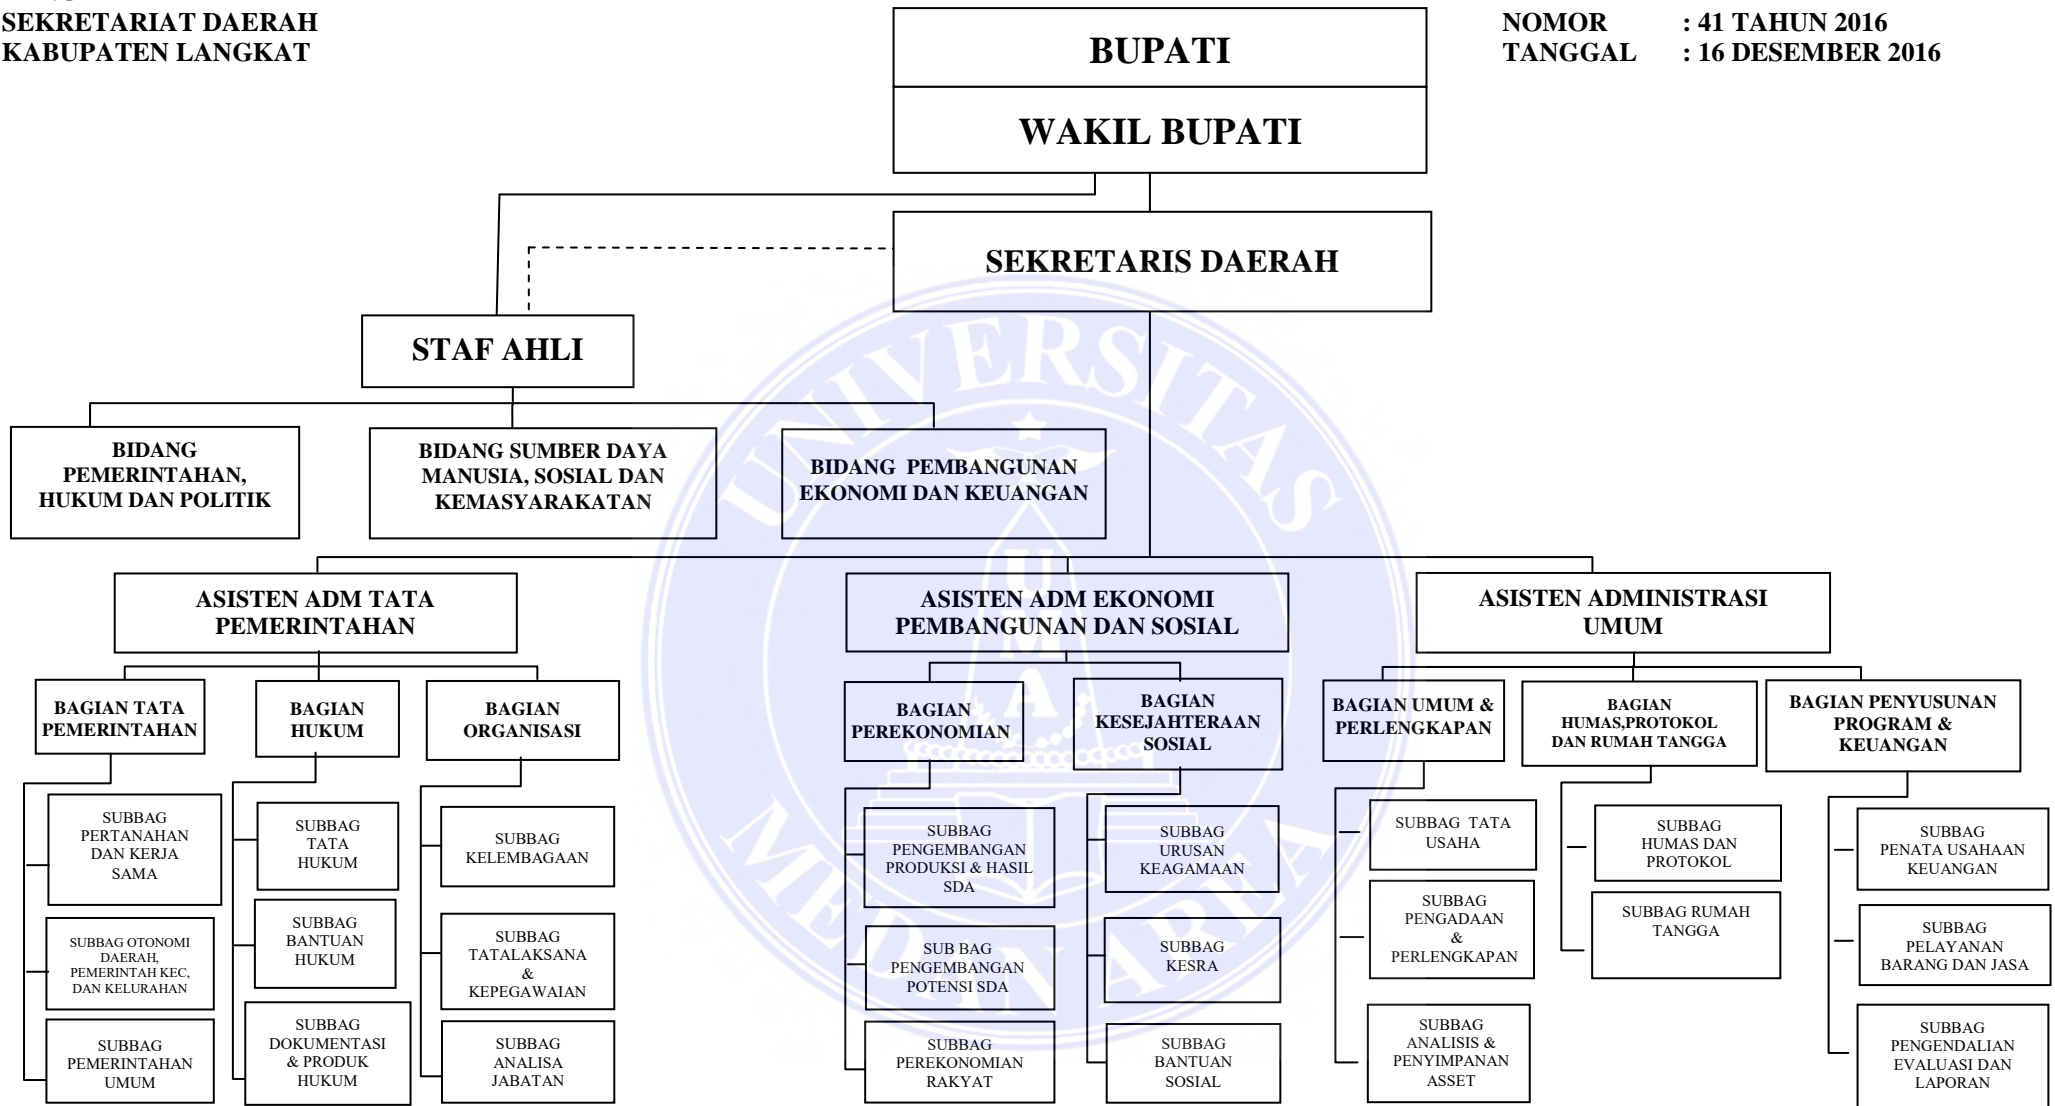 SEKRETARIAT DAERAH
KABUPATEN LANGKAT
NOMOR : 41 TAHUN 2016
TANGGAL : 16 DESEMBER 2016
BUPATI
WAKIL BUPATI
SEKRETARIS DAERAH
STAF AHLI
BIDANG
PEMERINTAHAN,
HUKUM DAN POLITIK
BIDANG SUMBER DAYA
MANUSIA, SOSIAL DAN
KEMASYARAKATAN
BIDANG PEMBANGUNAN
EKONOMI DAN KEUANGAN
ASISTEN ADM TATA
PEMERINTAHAN
ASISTEN ADM EKONOMI
PEMBANGUNAN DAN SOSIAL
ASISTEN ADMINISTRASI
UMUM
BAGIAN TATA
PEMERINTAHAN
BAGIAN
HUKUM
BAGIAN
ORGANISASI
BAGIAN
PEREKONOMIAN
BAGIAN
KESEJAHTERAAN
SOSIAL
BAGIAN UMUM &
PERLENGKAPAN
BAGIAN
HUMAS,PROTOKOL
DAN RUMAH TANGGA
BAGIAN PENYUSUNAN
PROGRAM &
KEUANGAN
SUBBAG
PERTANAHAN
DAN KERJA
SAMA
SUBBAG OTONOMI
DAERAH,
PEMERINTAH KEC,
DAN KELURAHAN
SUBBAG
PEMERINTAHAN
UMUM
SUBBAG
TATA
HUKUM
SUBBAG
BANTUAN
HUKUM
SUBBAG
DOKUMENTASI
& PRODUK
HUKUM
SUBBAG
KELEMBAGAAN
SUBBAG
TATALAKSANA
&
KEPEGAWAIAN
SUBBAG
ANALISA
JABATAN
SUBBAG
PENGEMBANGAN
PRODUKSI & HASIL
SDA
SUB BAG
PENGEMBANGAN
POTENSI SDA
SUBBAG
PEREKONOMIAN
RAKYAT
SUBBAG
URUSAN
KEAGAMAAN
SUBBAG
KESRA
SUBBAG
BANTUAN
SOSIAL
SUBBAG TATA
USAHA
SUBBAG
PENGADAAN
&
PERLENGKAPAN
SUBBAG
ANALISIS &
PENYIMPANAN
ASSET
SUBBAG
HUMAS DAN
PROTOKOL
SUBBAG RUMAH
TANGGA
SUBBAG
PENATA USAHAAN
KEUANGAN
SUBBAG
PELAYANAN
BARANG DAN JASA
SUBBAG
PENGENDALIAN
EVALUASI DAN
LAPORAN
UNIVERSITAS
UMA
MEDAN AREA